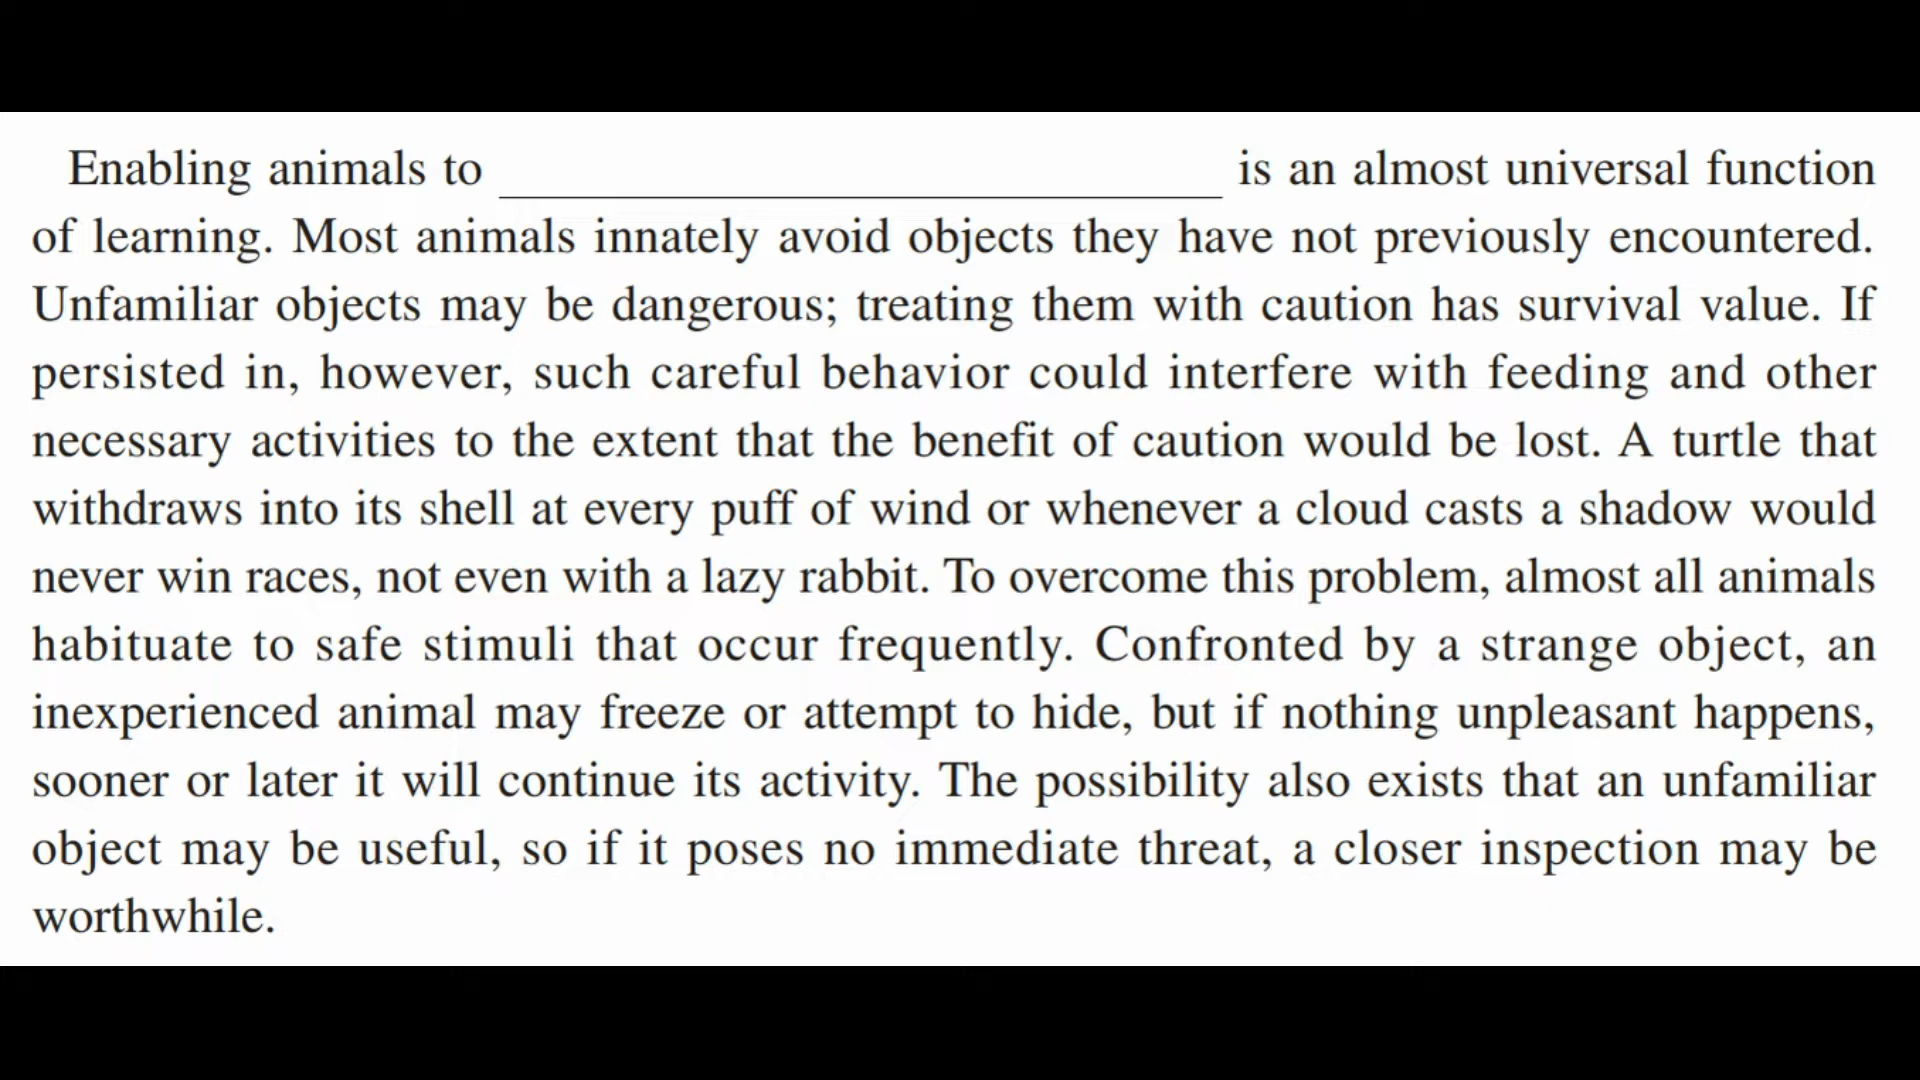 Enabling animals to ______________ is an almost universal function
of learning. Most animals innately avoid objects they have not previously encountered.
Unfamiliar objects may be dangerous; treating them with caution has survival value. If
persisted in, however, such careful behavior could interfere with feeding and other
necessary activities to the extent that the benefit of caution would be lost. A turtle that
withdraws into its shell at every puff of wind or whenever a cloud casts a shadow would
never win races, not even with a lazy rabbit. To overcome this problem, almost all animals
habituate to safe stimuli that occur frequently. Confronted by a strange object, an
inexperienced animal may freeze or attempt to hide, but if nothing unpleasant happens,
sooner or later it will continue its activity. The possibility also exists that an unfamiliar
object may be useful, so if it poses no immediate threat, a closer inspection may be
worthwhile.